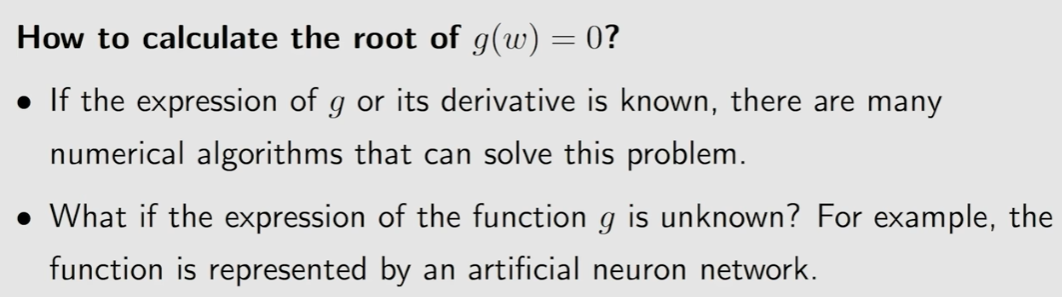 How to calculate the root of g(w) = 0?
• If the expression of g or its derivative is known, there are many
numerical algorithms that can solve this problem.
• What if the expression of the function g is unknown? For example, the
function is represented by an artificial neuron network.